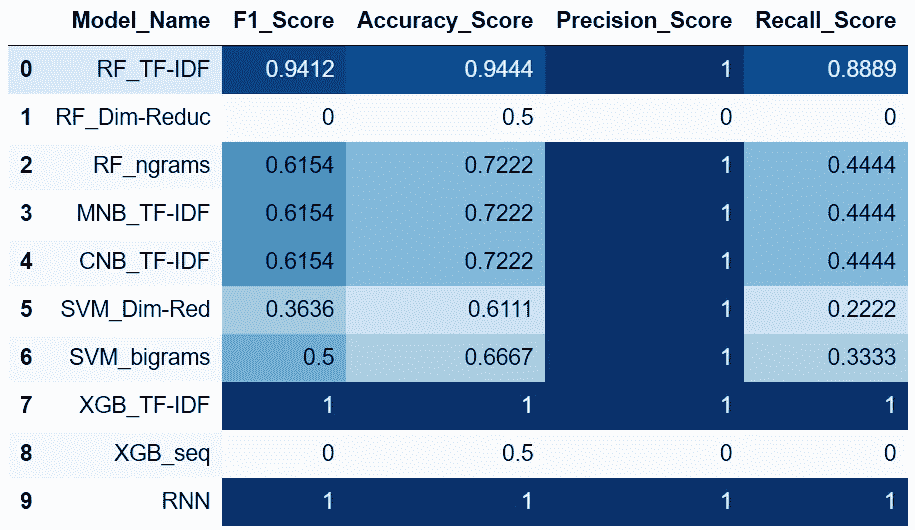 Model_Name F1_Score Accuracy_Score Precision_Score Recall_Score
0 RF_TF-IDF 0.9412 0.9444 1 0.8889
1 RF_Dim-Reduc 0 0.5 0 0
2 RF_ngrams 0.6154 0.7222 1 0.4444
3 MNB_TF-IDF 0.6154 0.7222 1 0.4444
4 CNB_TF-IDF 0.6154 0.7222 1 0.4444
5 SVM_Dim-Red 0.3636 0.6111 1 0.2222
6 SVM_bigrams 0.5 0.6667 1 0.3333
7 XGB_TF-IDF 1 1 1 1
8 XGB_seq 0 0.5 0 0
9 RNN 1 1 1 1